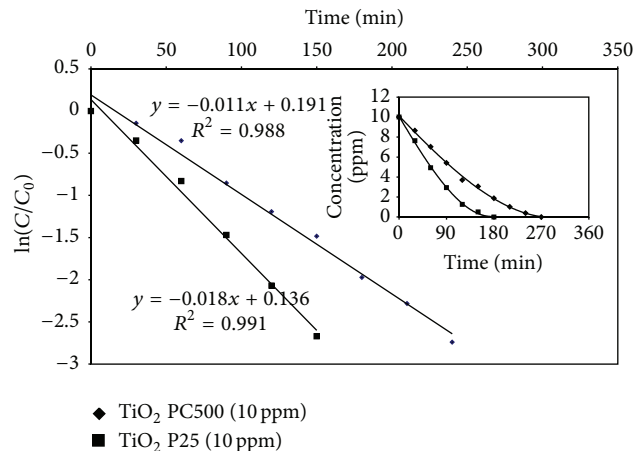 Time (min)
0 50 100 150 200 250 300 350
0.5
0
−0.5
−1.0
−1.5
−2.0
−2.5
−3
ln(C/C₀)
y = −0.011x + 0.191
R² = 0.988
y = −0.018x + 0.136
R² = 0.991
12
10
8
6
4
2
0
Concentration
(ppm)
0 90 180 270 360
Time (min)
TiO₂ PC500 (10 ppm)
TiO₂ P25 (10 ppm)